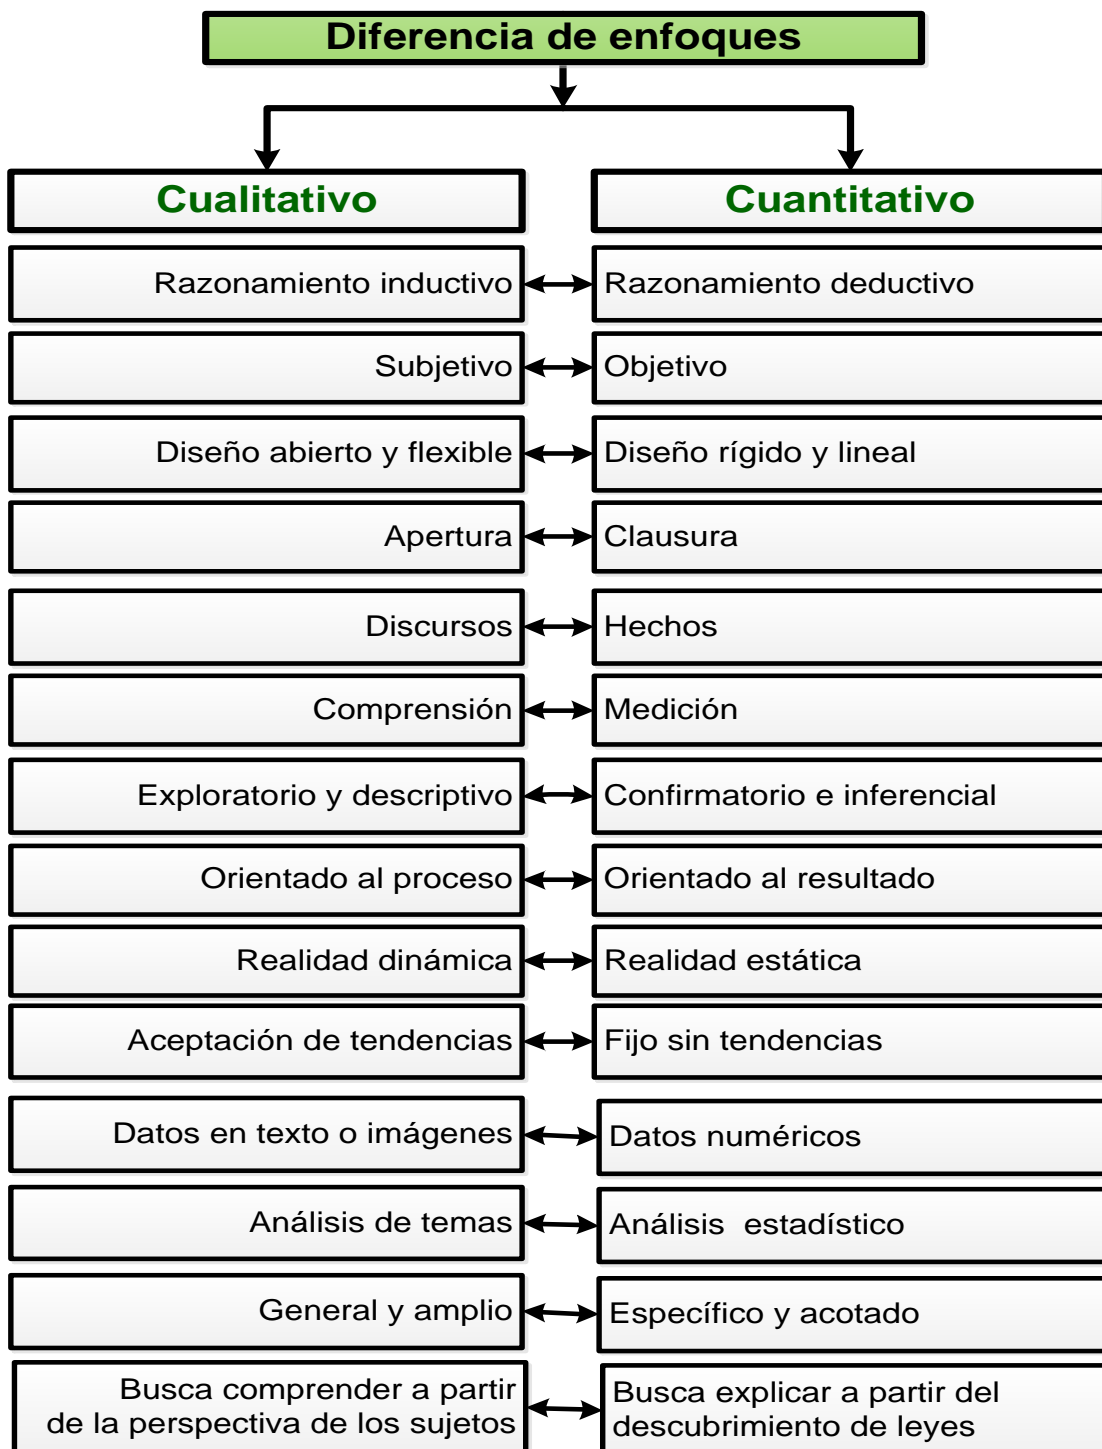 Diferencia de enfoques
Cualitativo
Cuantitativo
Razonamiento inductivo
Razonamiento deductivo
Subjetivo
Objetivo
Diseño abierto y flexible
Diseño rígido y lineal
Apertura
Clausura
Discursos
Hechos
Comprensión
Medición
Exploratorio y descriptivo
Confirmatorio e inferencial
Orientado al proceso
Orientado al resultado
Realidad dinámica
Realidad estática
Aceptación de tendencias
Fijo sin tendencias
Datos en texto o imágenes
Datos numéricos
Análisis de temas
Análisis  estadístico
General y amplio
Específico y acotado
Busca comprender a partir
de la perspectiva de los sujetos
Busca explicar a partir del
descubrimiento de leyes